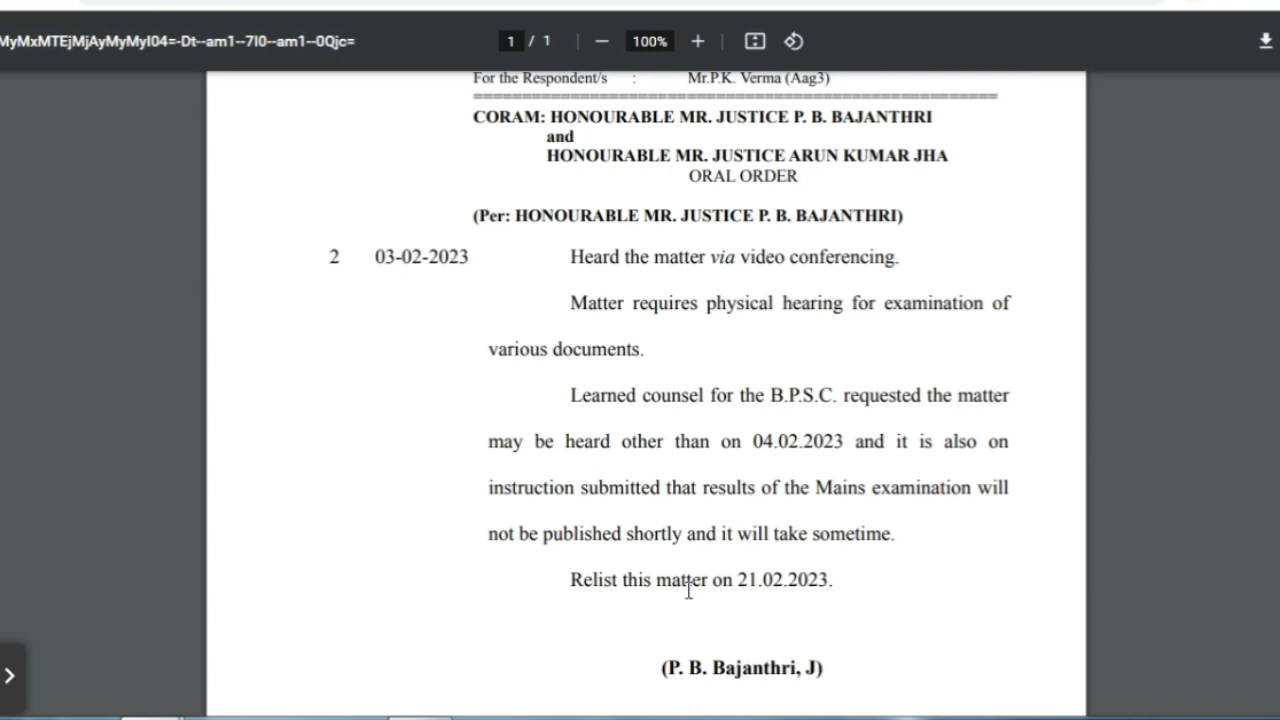 MyMxMTEjMjAyMyMyI04=-Dt--am1--7I0--am1--0Qjc=
1 / 1 — 100% +
For the Respondent/s : Mr.P.K. Verma (Aag3)
CORAM: HONOURABLE MR. JUSTICE P. B. BAJANTHRI
and
HONOURABLE MR. JUSTICE ARUN KUMAR JHA
ORAL ORDER
(Per: HONOURABLE MR. JUSTICE P. B. BAJANTHRI)
2 03-02-2023 Heard the matter via video conferencing.
Matter requires physical hearing for examination of
various documents.
Learned counsel for the B.P.S.C. requested the matter
may be heard other than on 04.02.2023 and it is also on
instruction submitted that results of the Mains examination will
not be published shortly and it will take sometime.
Relist this matter on 21.02.2023.
(P. B. Bajanthri, J)